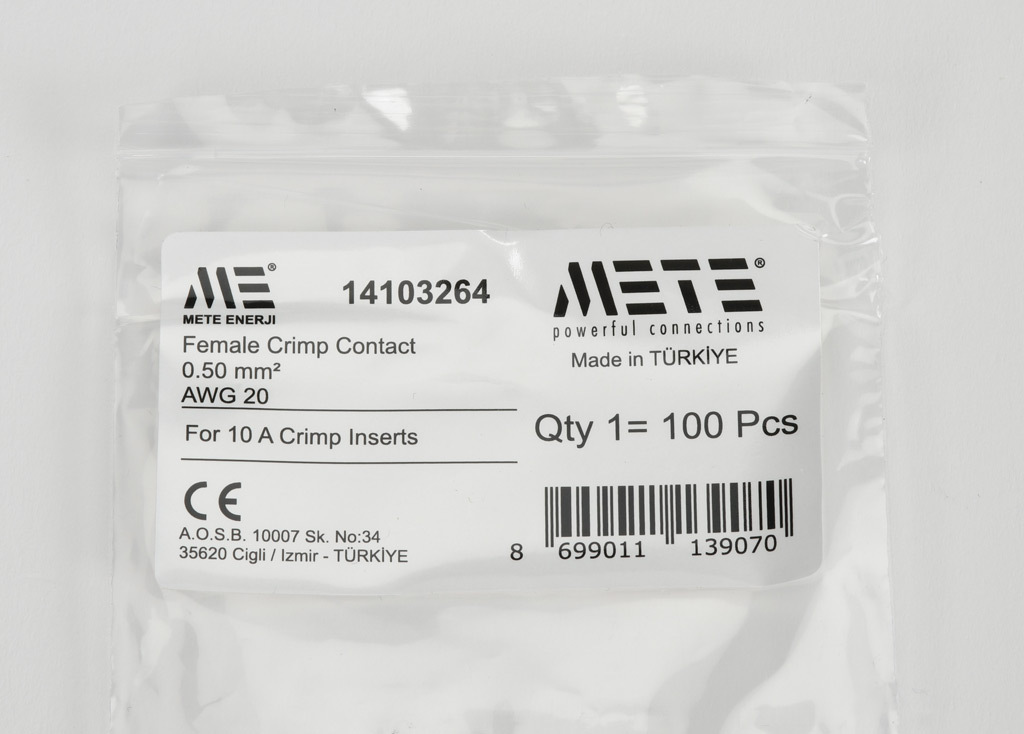 ME®
METE ENERJI
14103264
Female Crimp Contact
0.50 mm²
AWG 20
For 10 A Crimp Inserts
CE
A.O.S.B. 10007 Sk. No:34
35620 Cigli / Izmir - TÜRKİYE
METE®
powerful connections
Made in TÜRKİYE
Qty 1= 100 Pcs
8 699011 139070